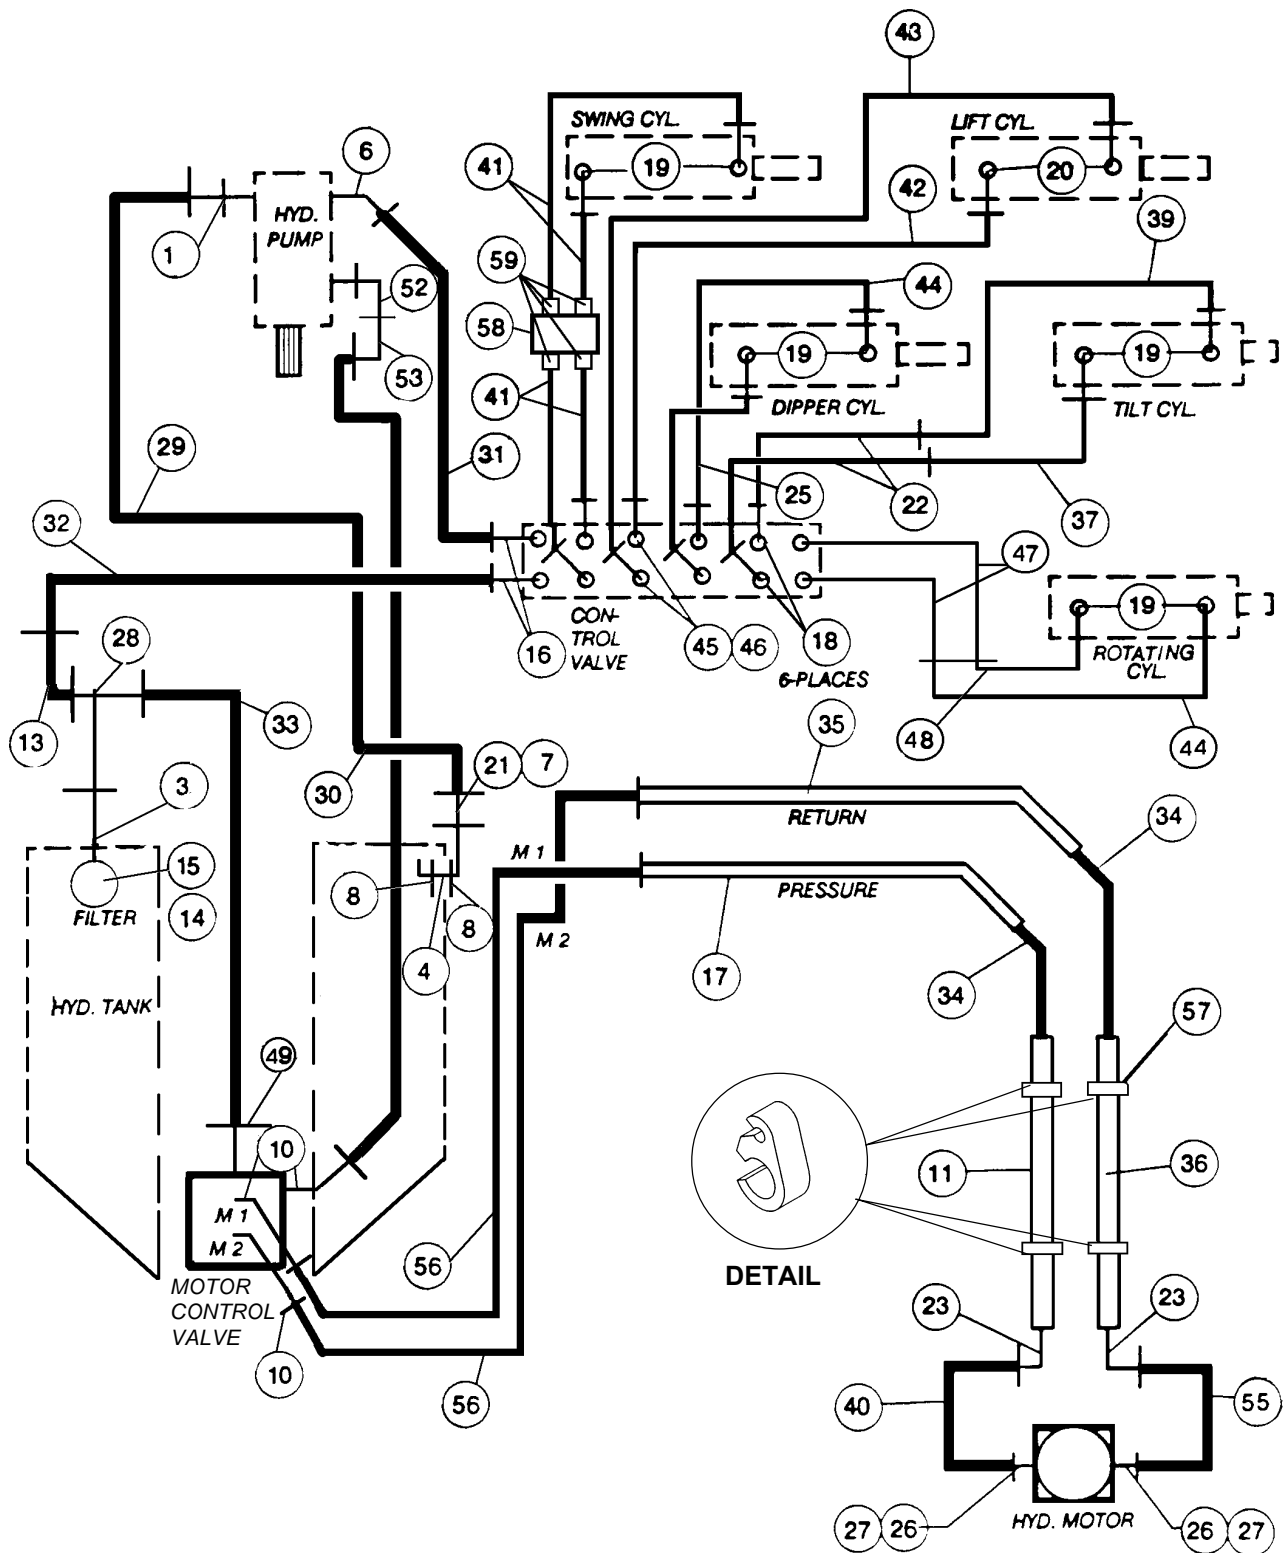 43
SWING CYL.
LIFT CYL.
6
19
20
41
42
39
HYD.
PUMP
1
59
52
44
58
53
19
19
DIPPER CYL.
TILT CYL.
41
29
31
25
22
37
32
47
CON-
TROL
VALVE
16
45
46
18
6-PLACES
19
ROTATING
CYL.
28
13
33
35
48
44
30
21
7
3
RETURN
34
M 1
15
8
PRESSURE
FILTER
14
8
M 2
4
17
34
HYD. TANK
57
49
10
11
36
M 1
M 2
56
DETAIL
MOTOR
CONTROL
VALVE
10
23
23
56
40
55
HYD. MOTOR
27
26
26
27